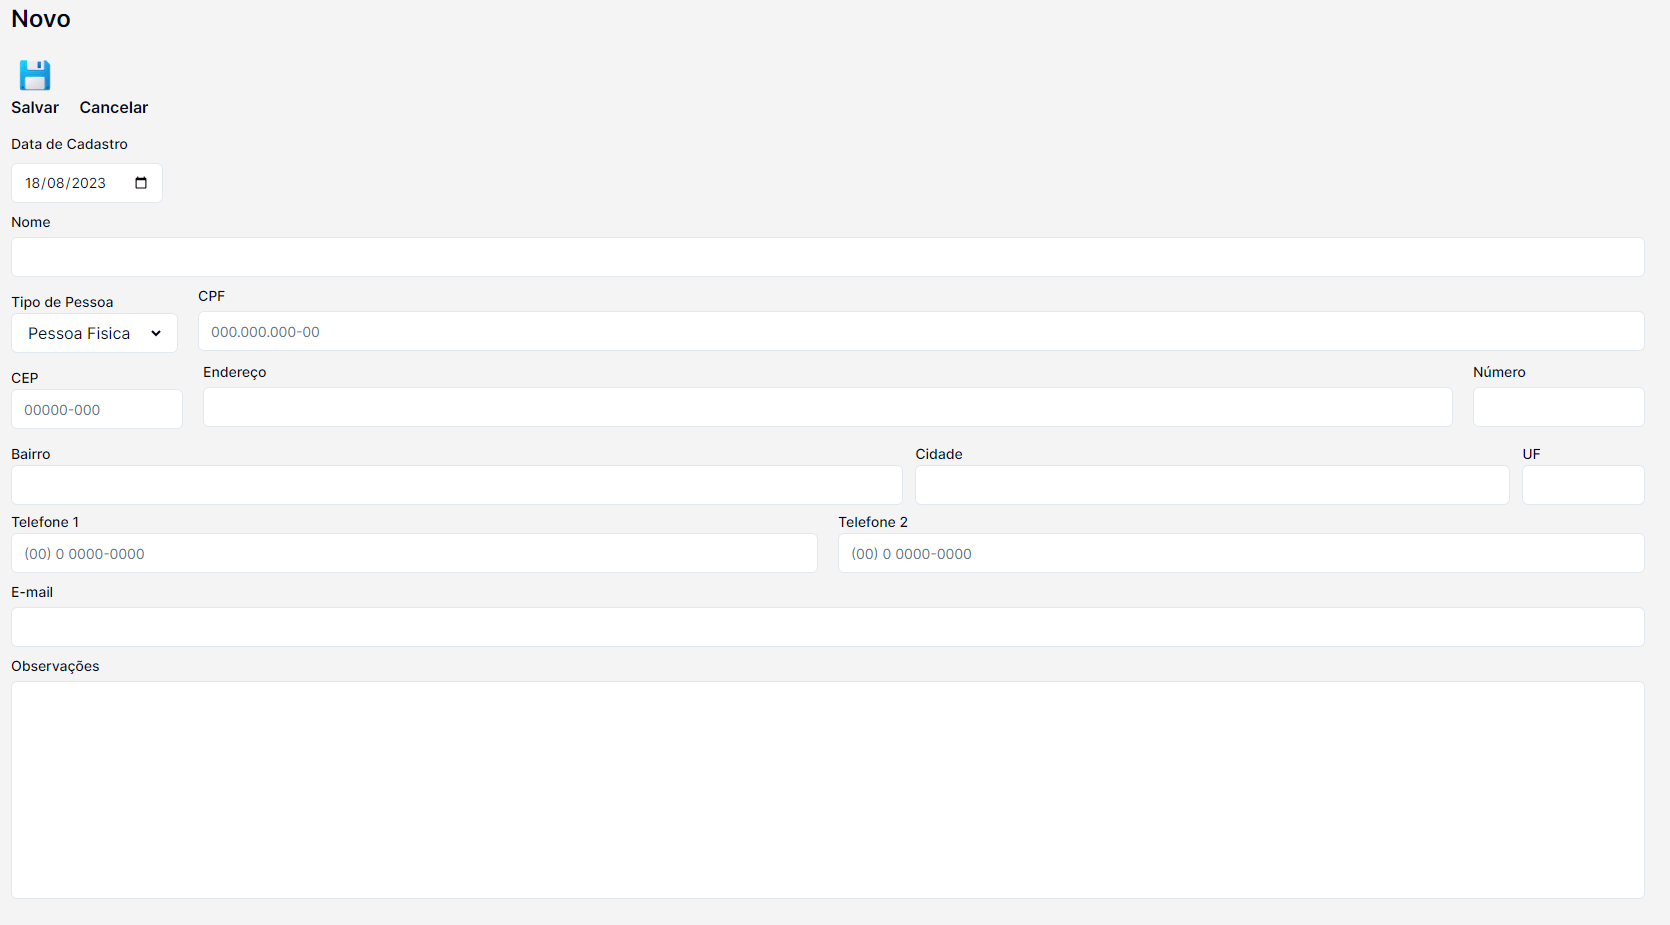 Novo
Salvar Cancelar
Data de Cadastro
18/08/2023
Nome
Tipo de Pessoa CPF
Pessoa Fisica 000.000.000-00
CEP Endereço Número
00000-000
Bairro Cidade UF
Telefone 1 Telefone 2
(00) 0 0000-0000 (00) 0 0000-0000
E-mail
Observações